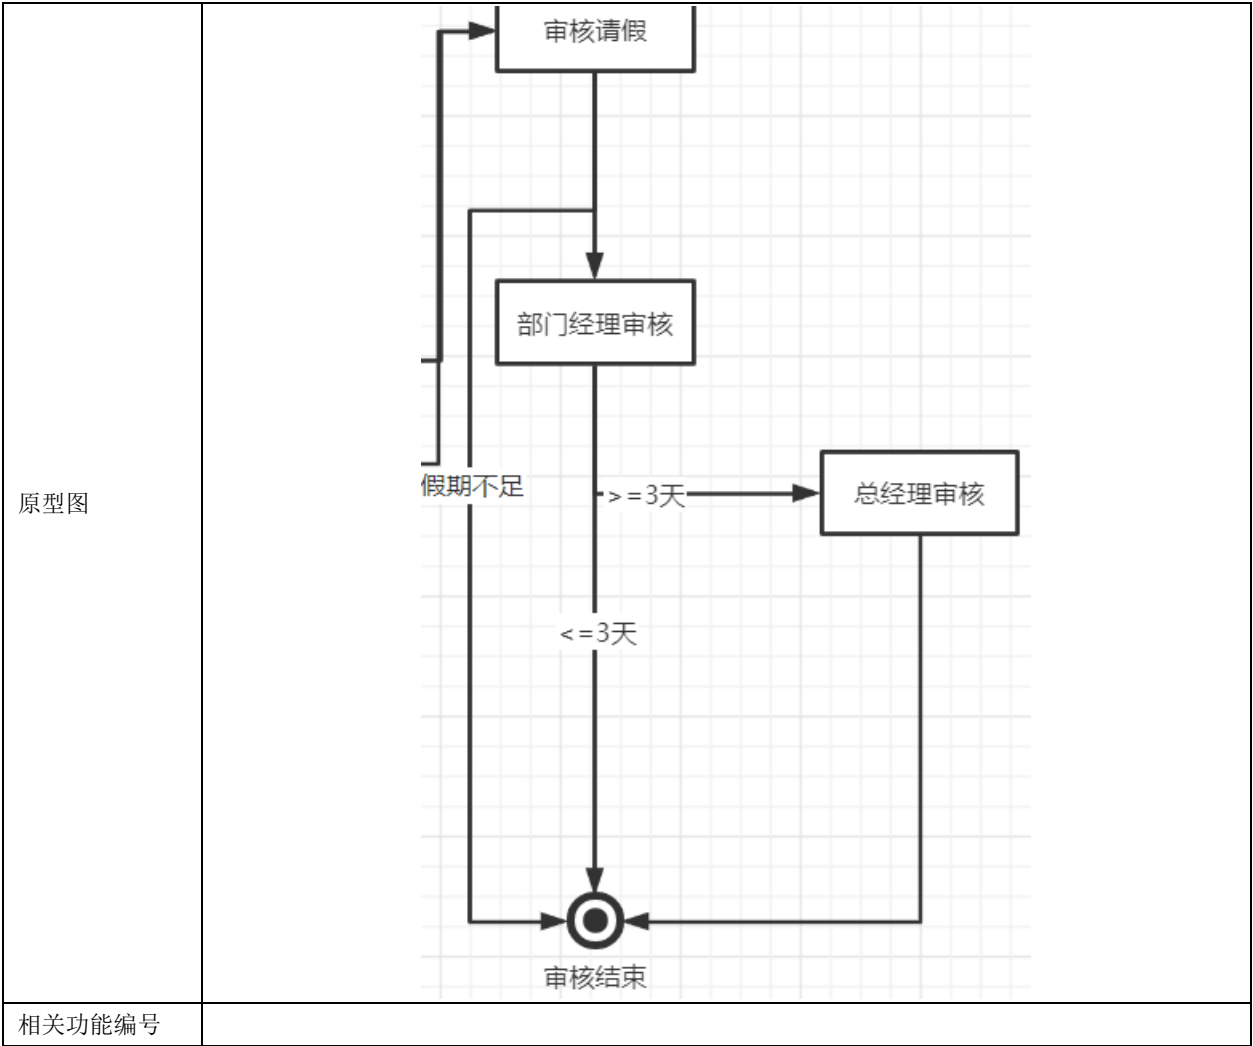 审核请假
部门经理审核
假期不足
>=3天
总经理审核
原型图
<=3天
审核结束
相关功能编号